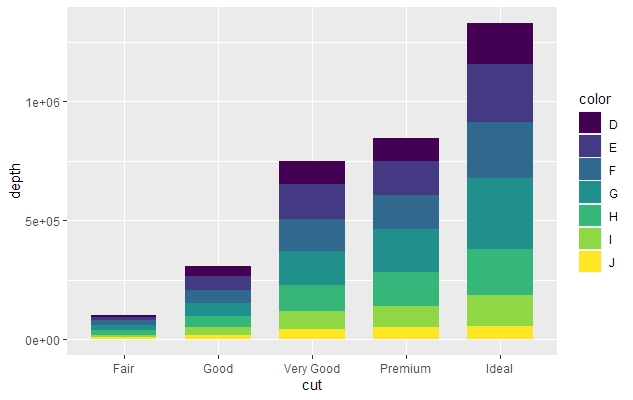 depth
1e+06
5e+05
0e+00
Fair Good Very Good Premium Ideal
cut
color
D
E
F
G
H
I
J